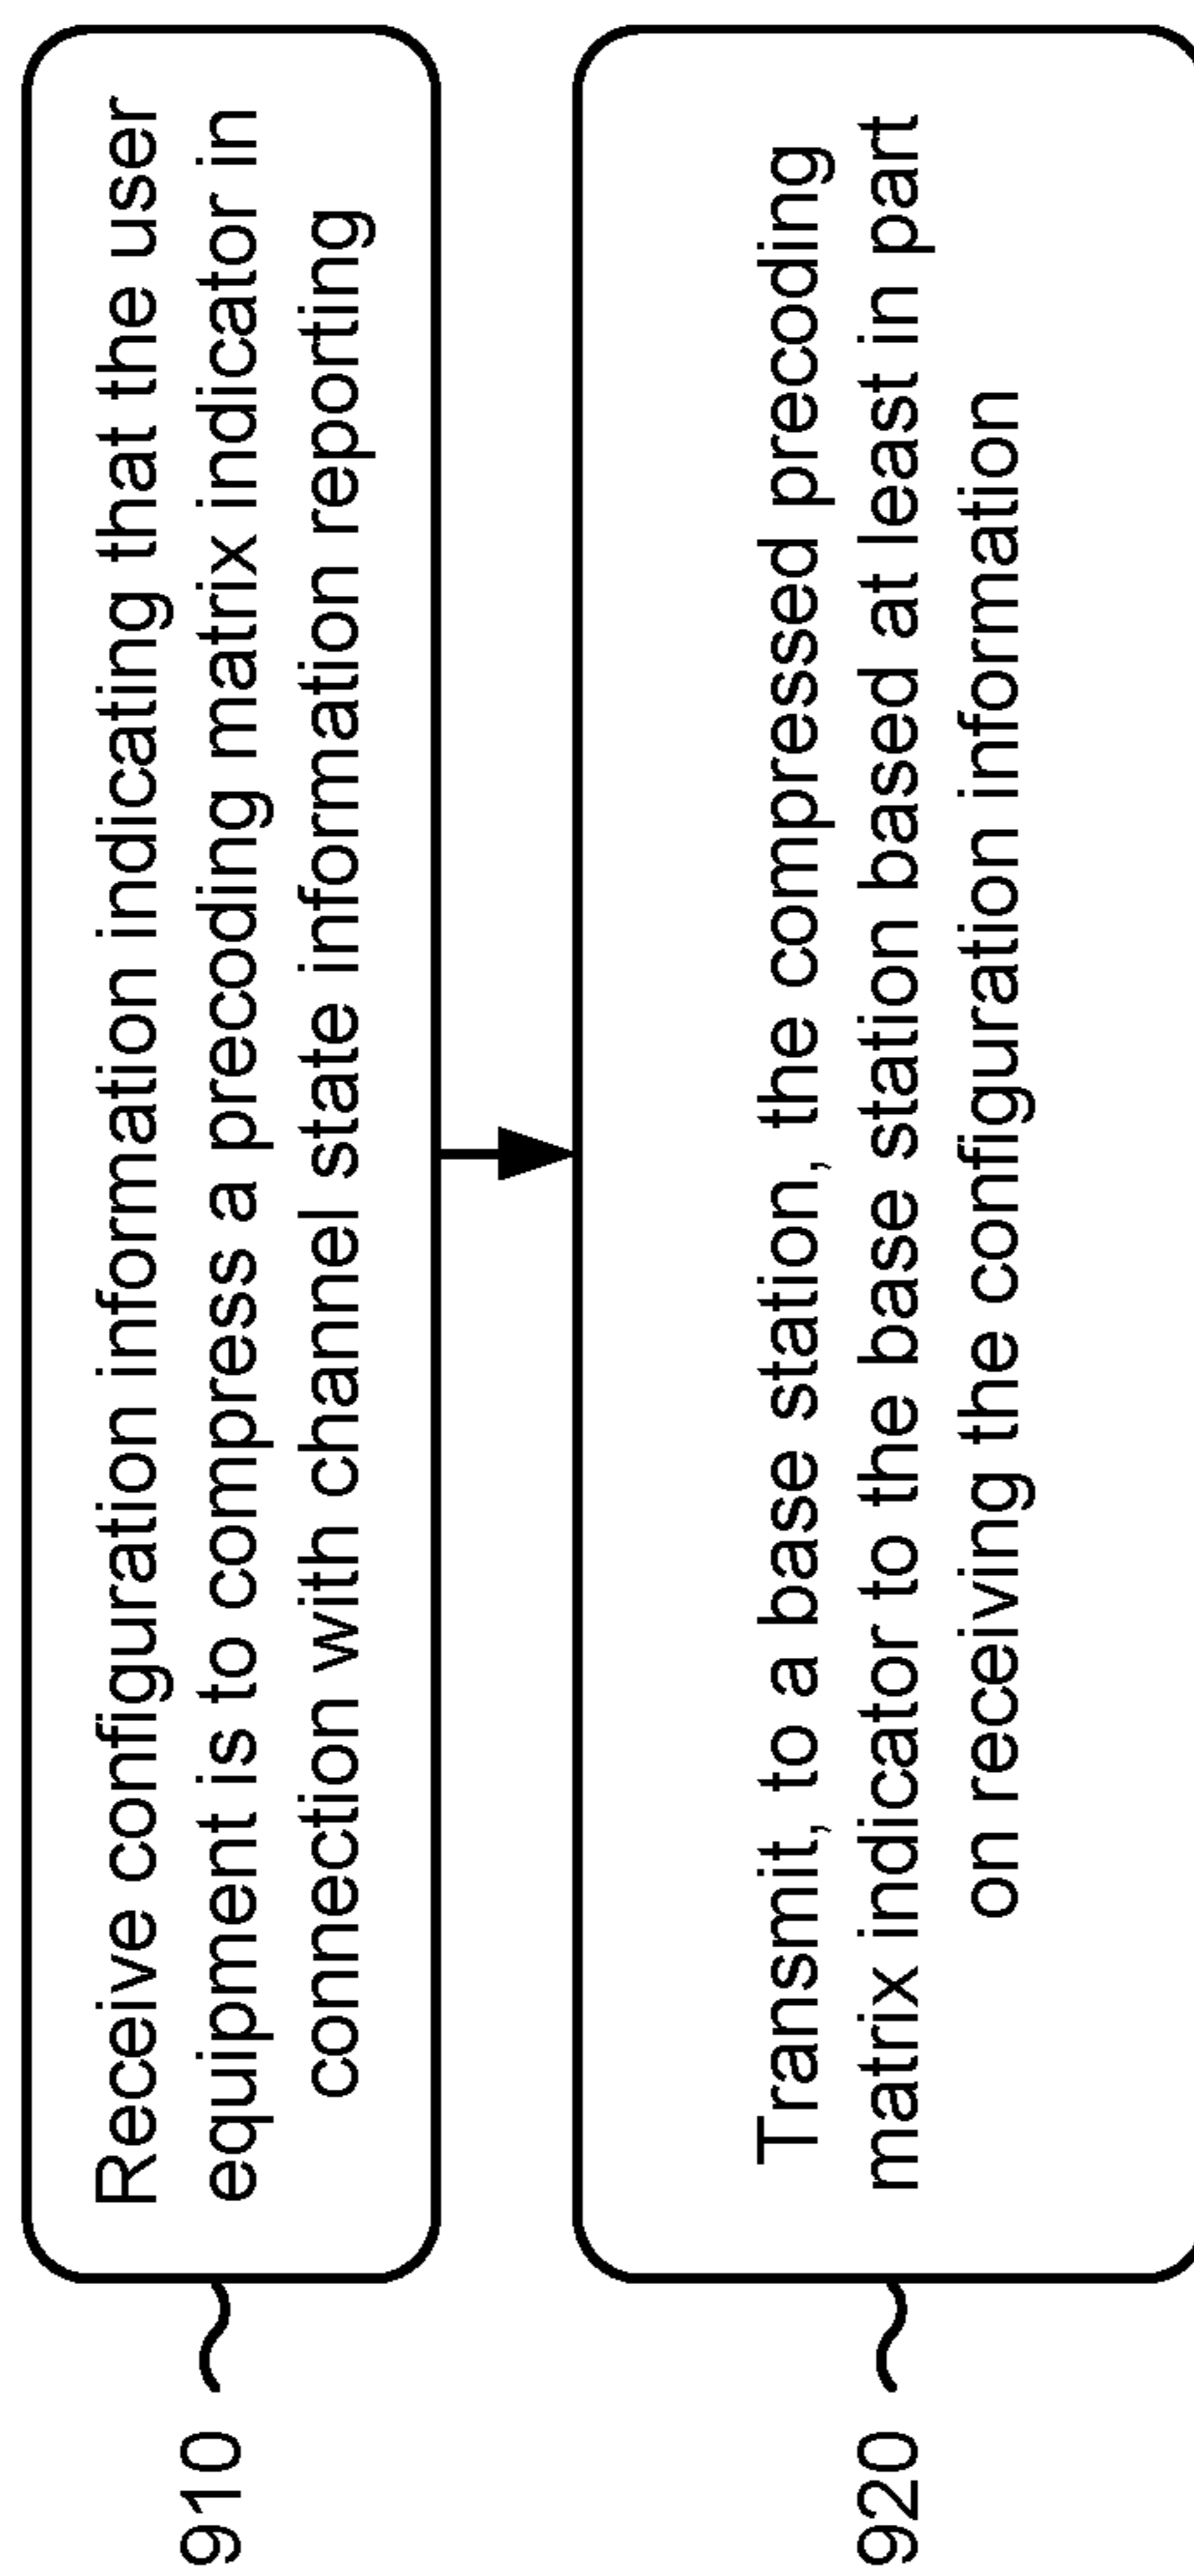 910
Receive configuration information indicating that the user
equipment is to compress a precoding matrix indicator in
connection with channel state information reporting
920
Transmit, to a base station, the compressed precoding
matrix indicator to the base station based at least in part
on receiving the configuration information